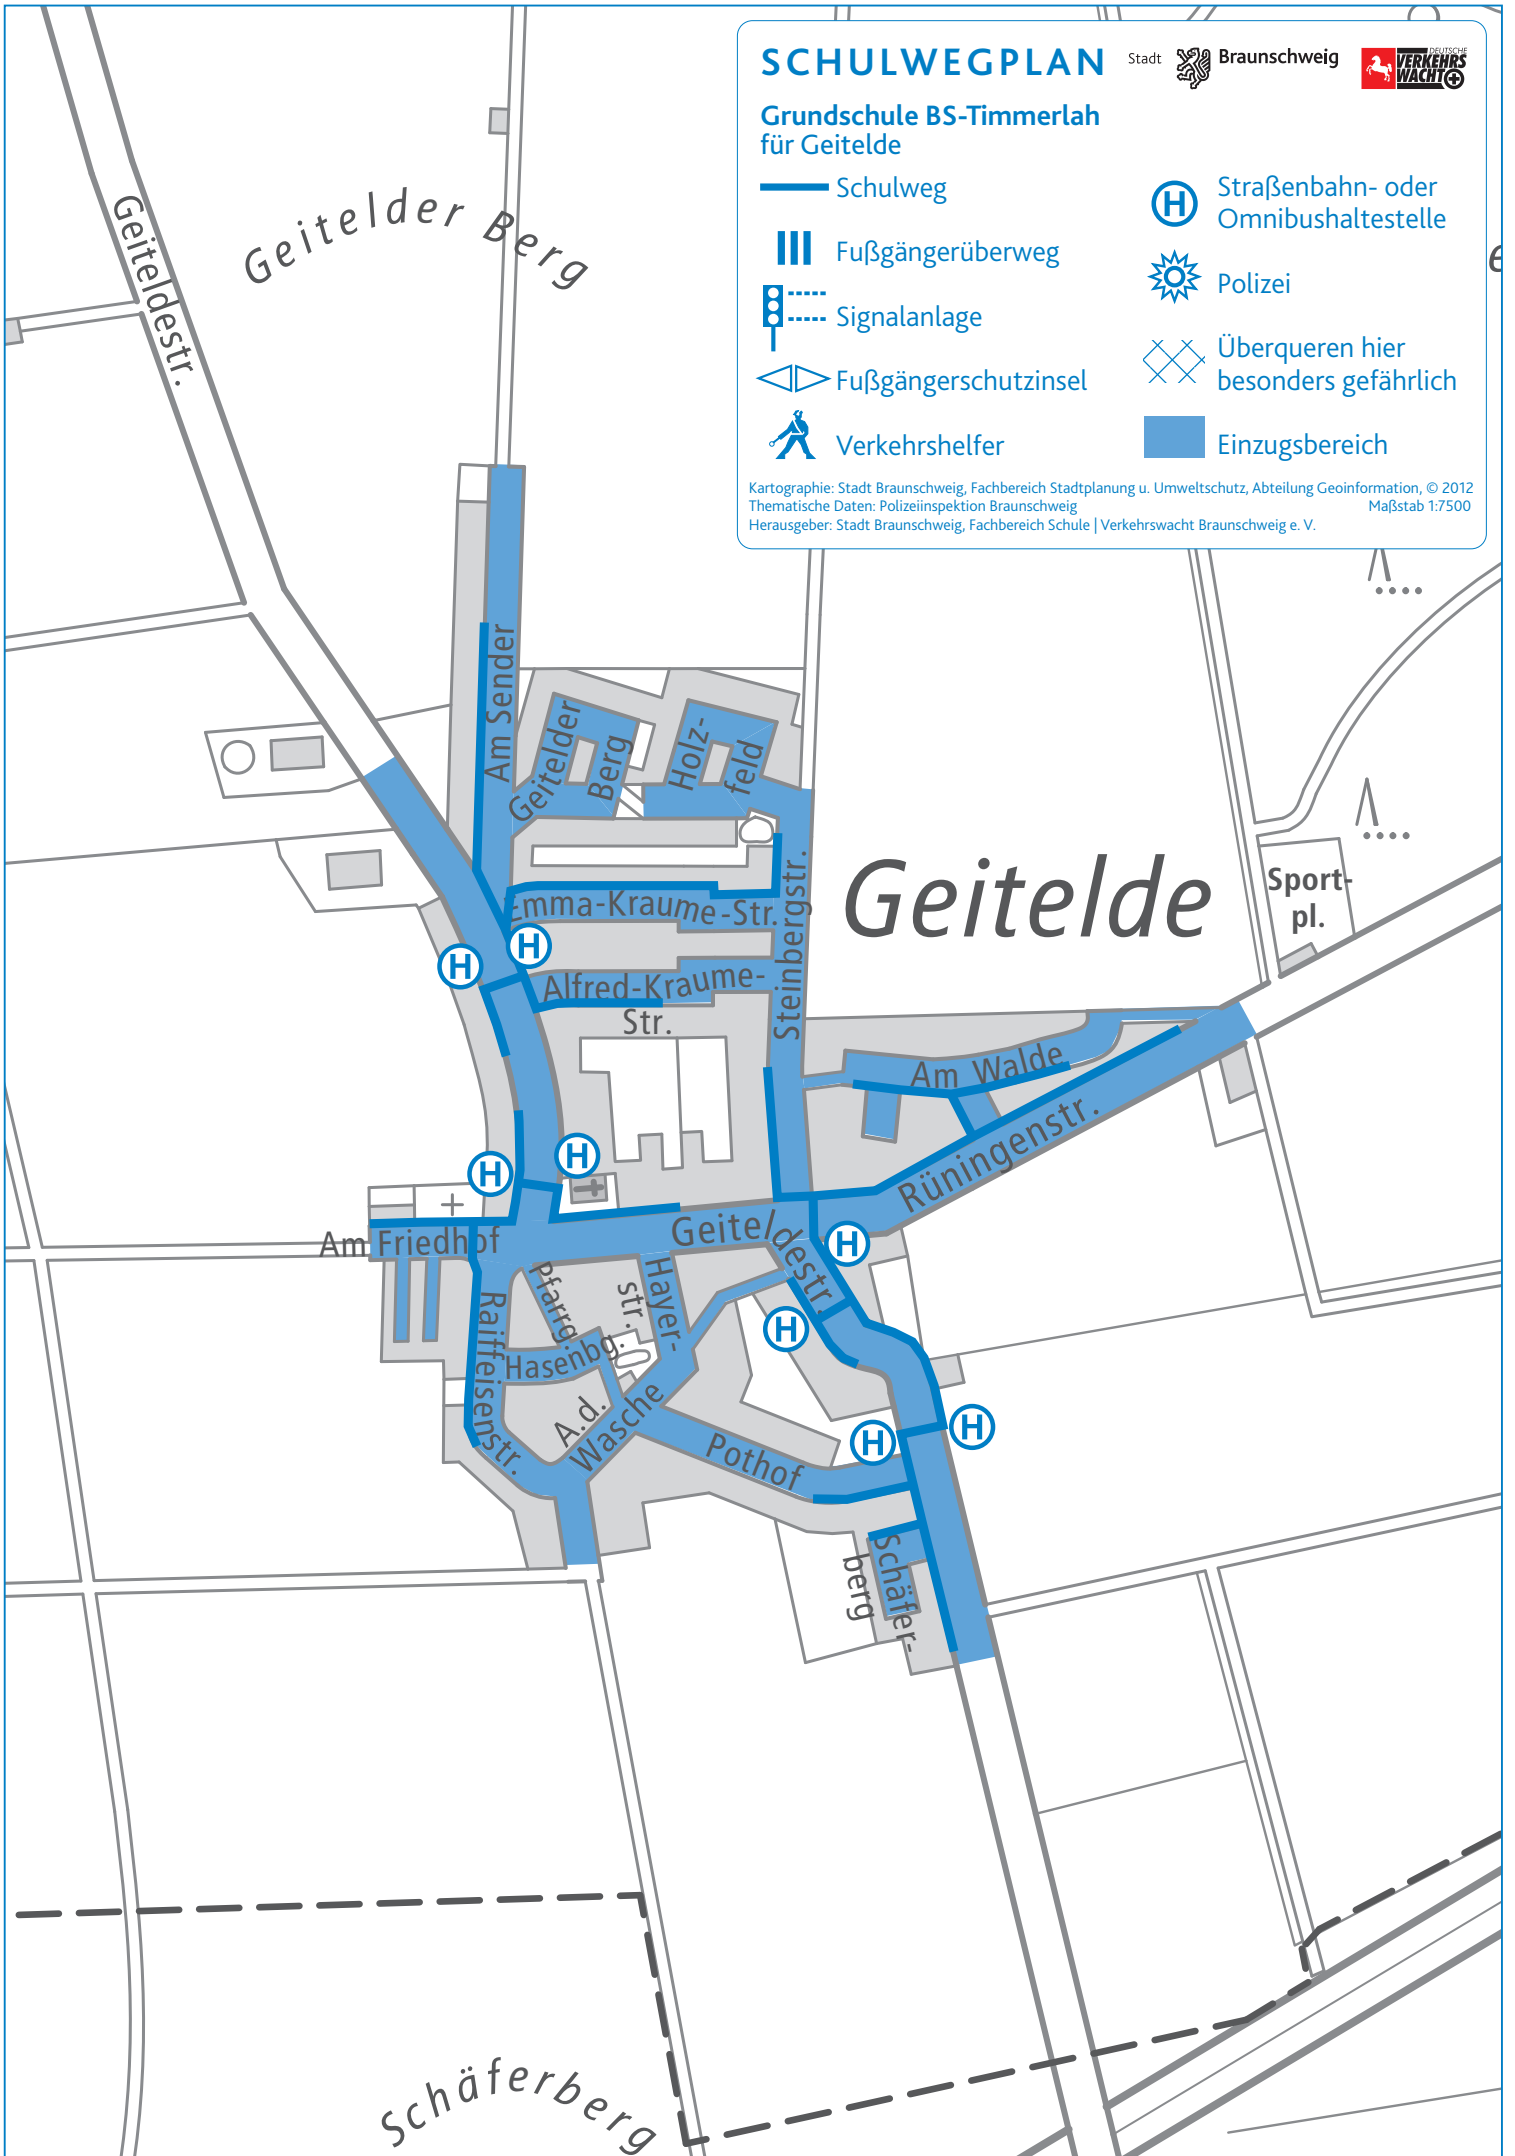 SCHULWEGPLAN
Stadt
Braunschweig
DEUTSCHE
VERKEHRS
WACHT
Grundschule BS-Timmerlah
für Geitelde
Schulweg
Fußgängerüberweg
Signalanlage
Fußgängerschutzinsel
Verkehrshelfer
H
Straßenbahn- oder
Omnibushaltestelle
Polizei
Überqueren hier
besonders gefährlich
Einzugsbereich
Kartographie: Stadt Braunschweig, Fachbereich Stadtplanung u. Umweltschutz, Abteilung Geoinformation, © 2012
Thematische Daten: Polizeiinspektion Braunschweig
Maßstab 1:7500
Herausgeber: Stadt Braunschweig, Fachbereich Schule | Verkehrswacht Braunschweig e. V.
Geitelder Berg
Geiteldestr.
Am Sender
Geitelder
Berg
Holz-
feld
Emma-Kraume-Str.
Steinbergstr.
Geitelde
Sport-
pl.
H
H
Alfred-Kraume-
Str.
Am Walde
Rüningenstr.
H
H
Am Friedhof
Geiteldestr.
H
H
Raiffeisenstr.
Pfarrg.
Hayer-
str.
Hasenbg.
A.d.
Wasche
Pothof
H
H
Schäfer-
berg
Schäferberg